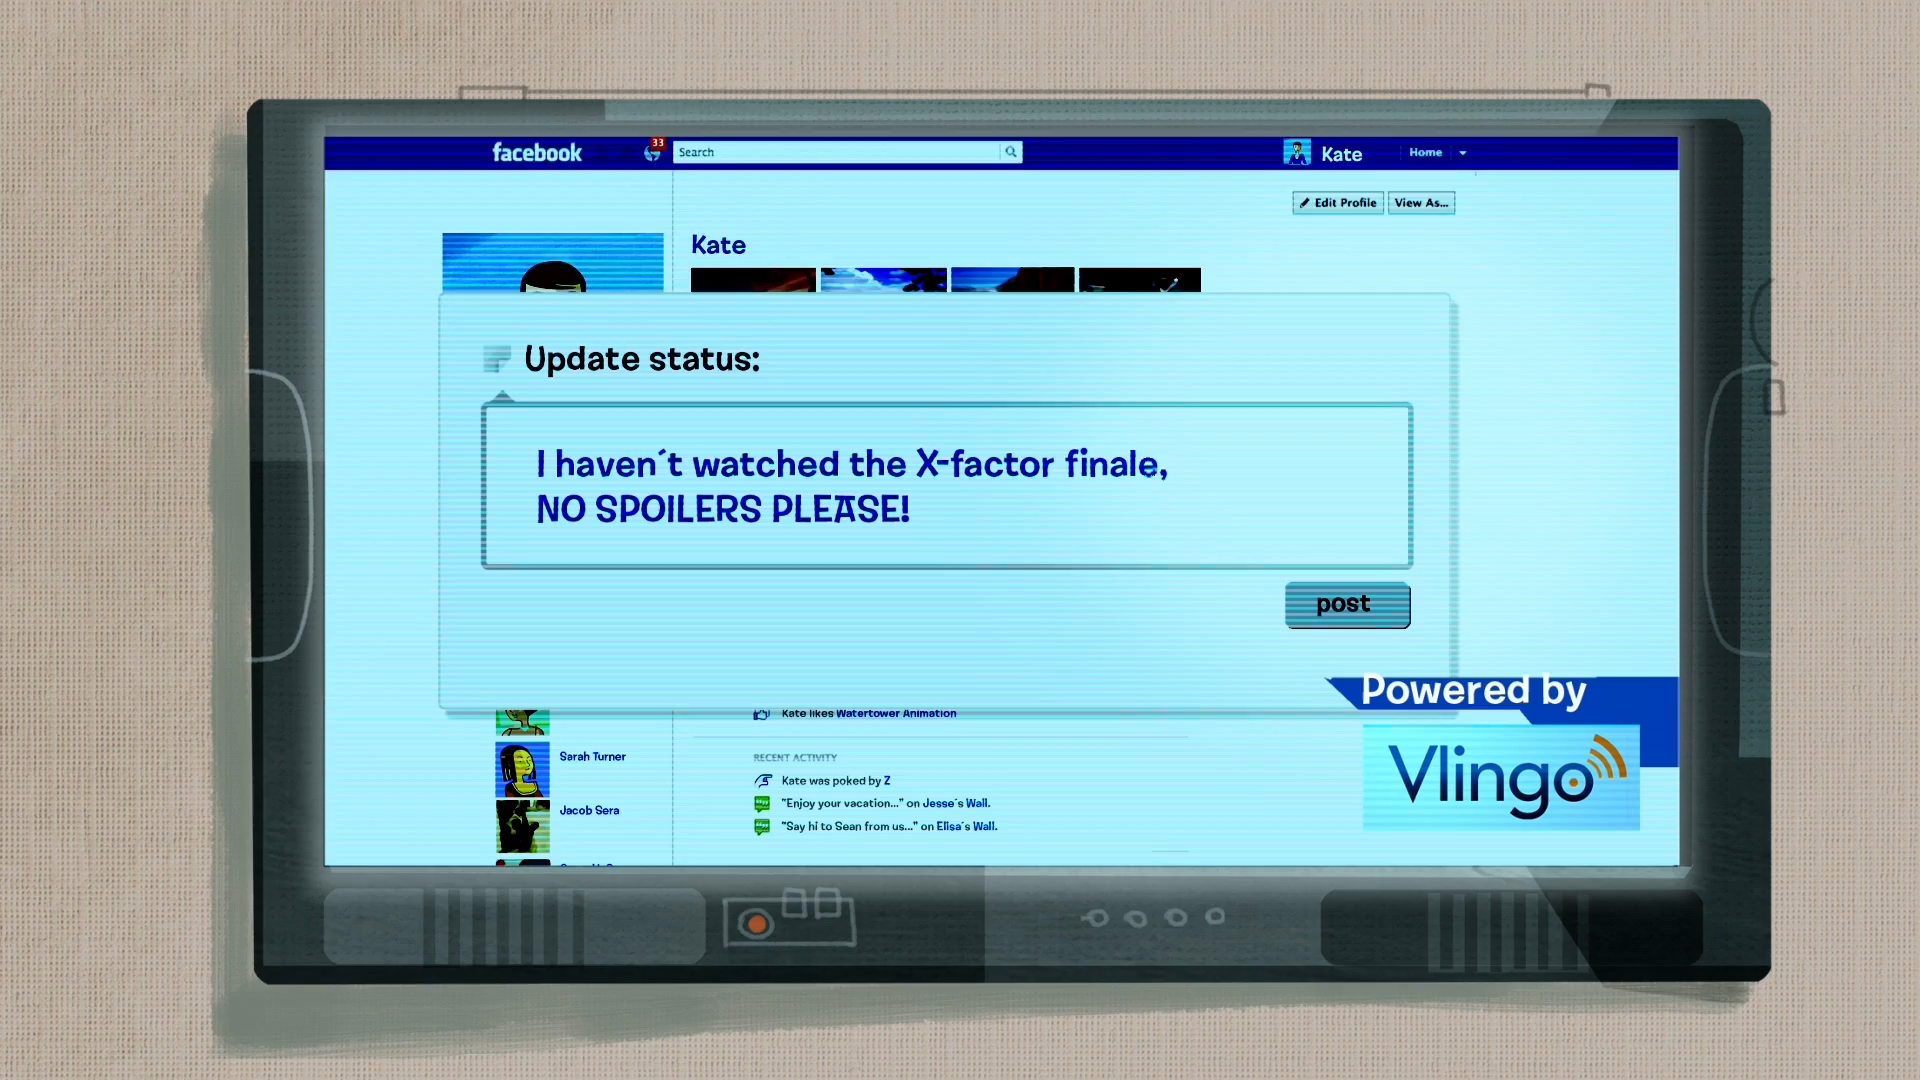 facebook
33
Search
Kate
Home
Edit Profile
View As...
Kate
Update status:
I haven´t watched the X-factor finale,
NO SPOILERS PLEASE!
post
Powered by
Vlingo
Kate likes Watertower Animation
Sarah Turner
Jacob Sera
RECENT ACTIVITY
Kate was poked by Z
"Enjoy your vacation..." on Jesse´s Wall.
"Say hi to Sean from us..." on Elisa´s Wall.